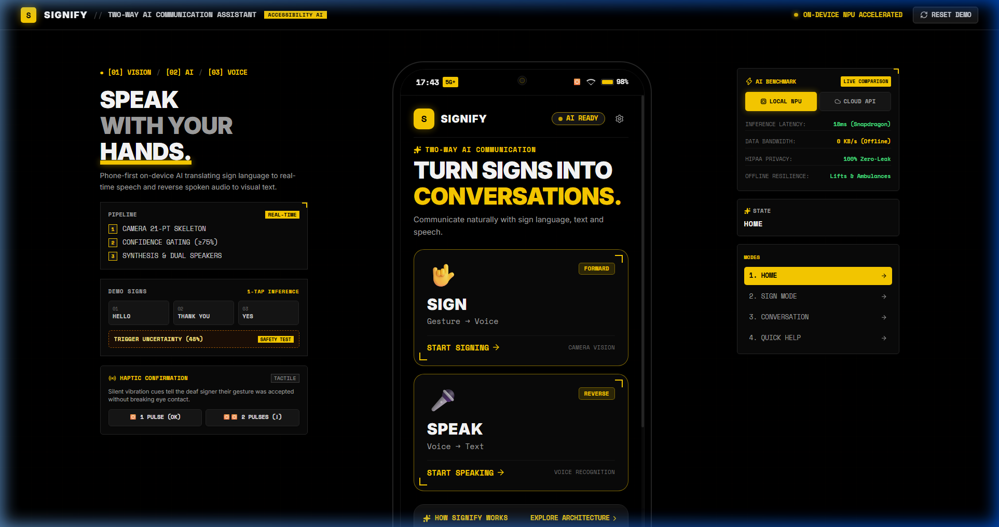 S SIGNIFY // TWO-WAY AI COMMUNICATION ASSISTANT ACCESSIBILITY AI
ON-DEVICE NPU ACCELERATED RESET DEMO
[01] VISION / [02] AI / [03] VOICE
SPEAK
WITH YOUR
HANDS.
Phone-first on-device AI translating sign language to real-
time speech and reverse spoken audio to visual text.
PIPELINE REAL-TIME
1 CAMERA 21-PT SKELETON
2 CONFIDENCE GATING (≥75%)
3 SYNTHESIS & DUAL SPEAKERS
DEMO SIGNS 1-TAP INFERENCE
01
HELLO
02
THANK YOU
03
YES
TRIGGER UNCERTAINTY (48%) SAFETY TEST
HAPTIC CONFIRMATION TACTILE
Silent vibration cues tell the deaf signer their gesture was accepted
without breaking eye contact.
1 PULSE (OK) 2 PULSES (!)
17:43 5G+ 98%
S SIGNIFY AI READY
TWO-WAY AI COMMUNICATION
TURN SIGNS INTO
CONVERSATIONS.
Communicate naturally with sign language, text and
speech.
FORWARD
SIGN
Gesture → Voice
START SIGNING → CAMERA VISION
REVERSE
SPEAK
Voice → Text
START SPEAKING → VOICE RECOGNITION
HOW SIGNIFY WORKS EXPLORE ARCHITECTURE >
AI BENCHMARK LIVE COMPARISON
LOCAL NPU CLOUD API
INFERENCE LATENCY: 18ms (Snapdragon)
DATA BANDWIDTH: 0 KB/s (Offline)
HIPAA PRIVACY: 100% Zero-Leak
OFFLINE RESILIENCE: Lifts & Ambulances
STATE
HOME
MODES
1. HOME →
2. SIGN MODE →
3. CONVERSATION →
4. QUICK HELP →